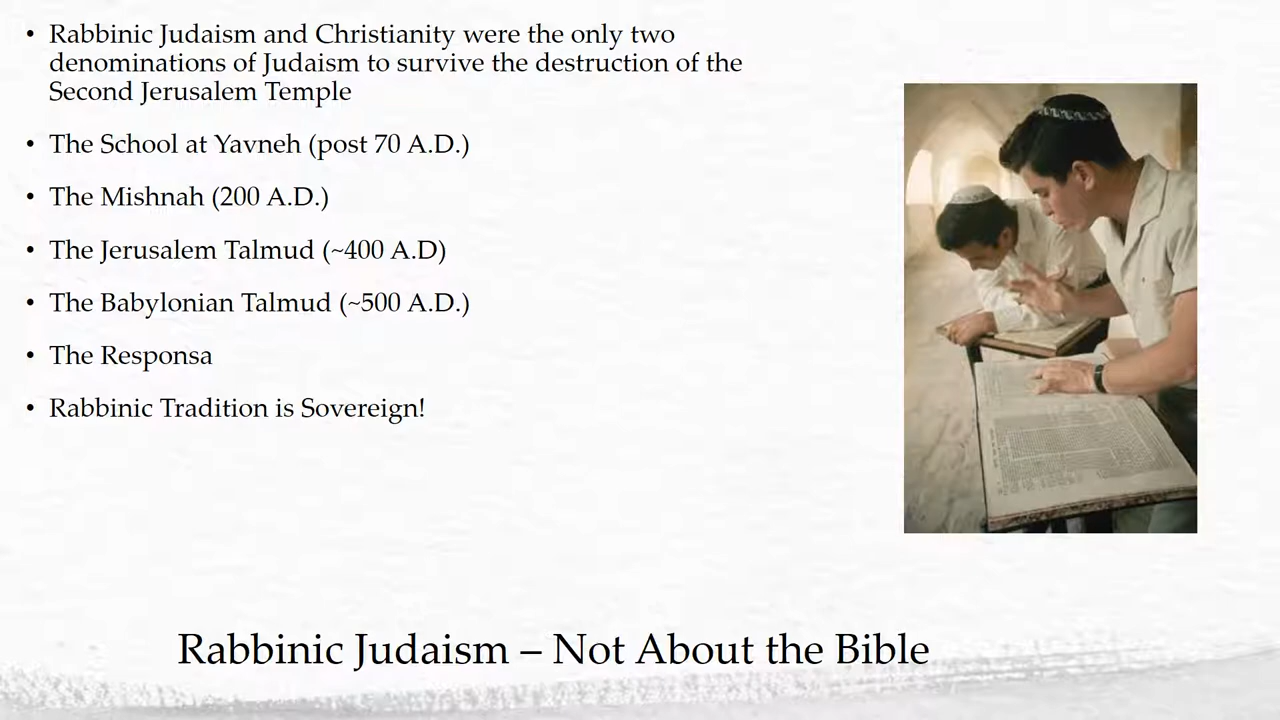 • Rabbinic Judaism and Christianity were the only two
denominations of Judaism to survive the destruction of the
Second Jerusalem Temple
• The School at Yavneh (post 70 A.D.)
• The Mishnah (200 A.D.)
• The Jerusalem Talmud (~400 A.D)
• The Babylonian Talmud (~500 A.D.)
• The Responsa
• Rabbinic Tradition is Sovereign!
Rabbinic Judaism – Not About the Bible